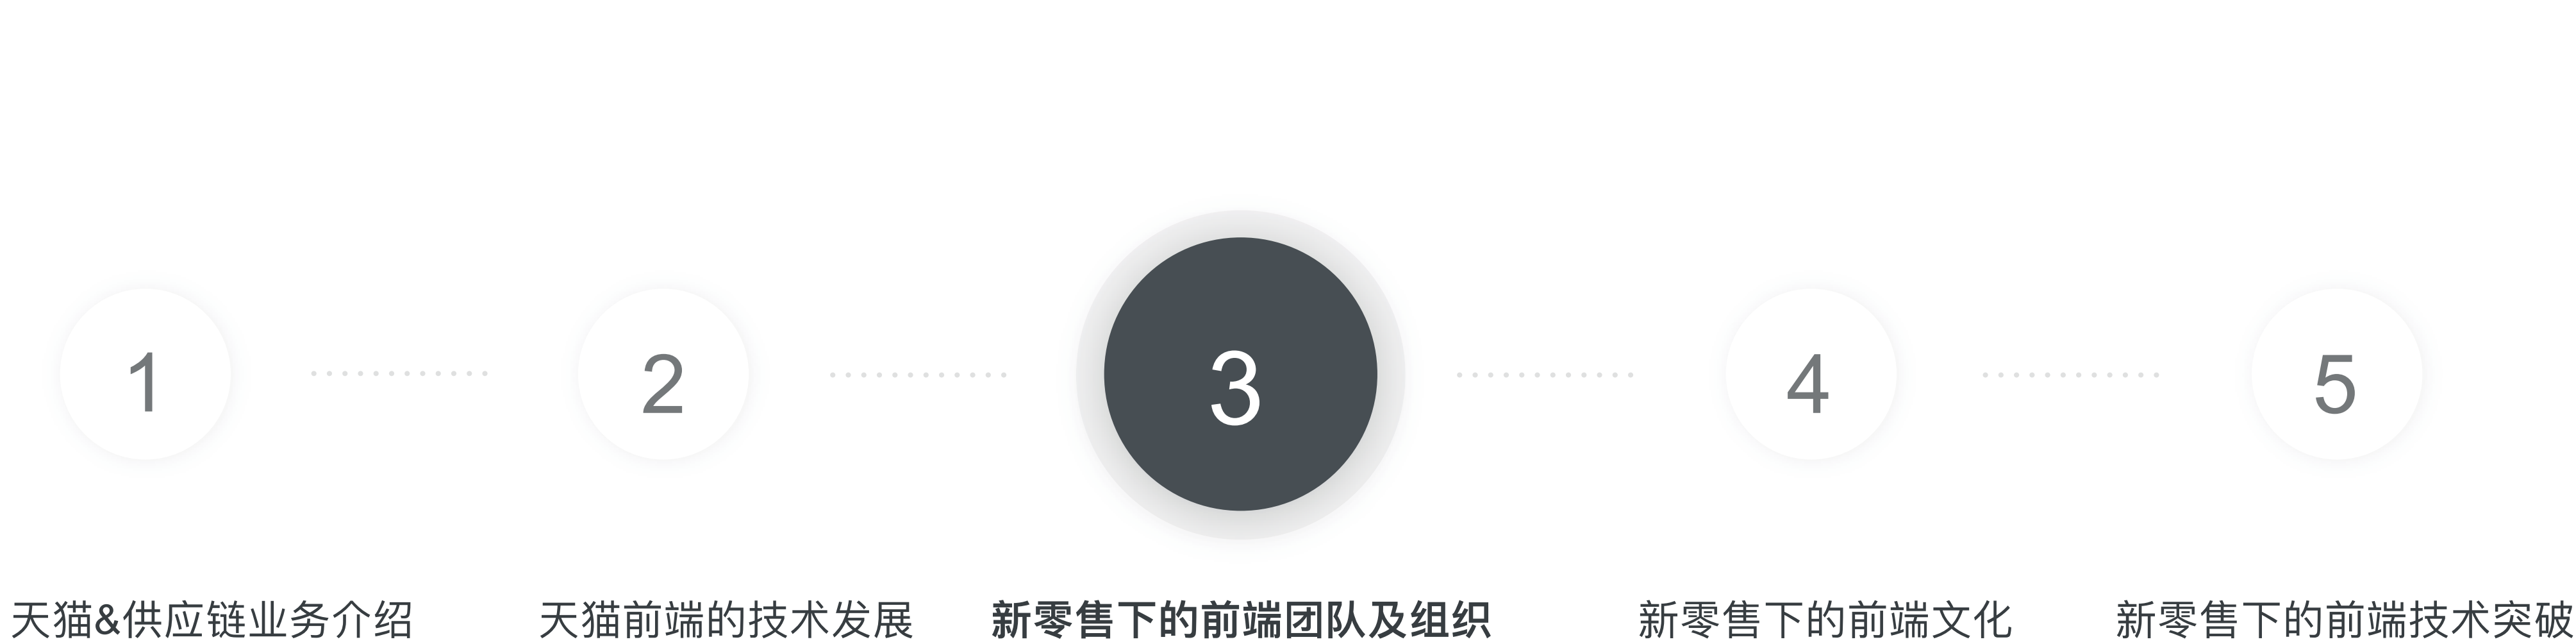 1
2
3
4
5
天猫&供应链业务介绍
天猫前端的技术发展
新零售下的前端团队及组织
新零售下的前端文化
新零售下的前端技术突破